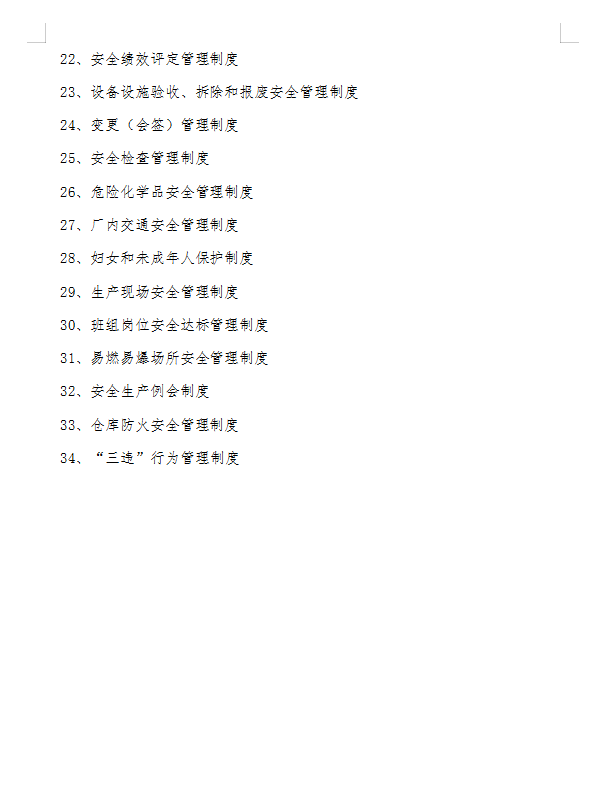 22、安全绩效评定管理制度
23、设备设施验收、拆除和报废安全管理制度
24、变更（会签）管理制度
25、安全检查管理制度
26、危险化学品安全管理制度
27、厂内交通安全管理制度
28、妇女和未成年人保护制度
29、生产现场安全管理制度
30、班组岗位安全达标管理制度
31、易燃易爆场所安全管理制度
32、安全生产例会制度
33、仓库防火安全管理制度
34、“三违”行为管理制度